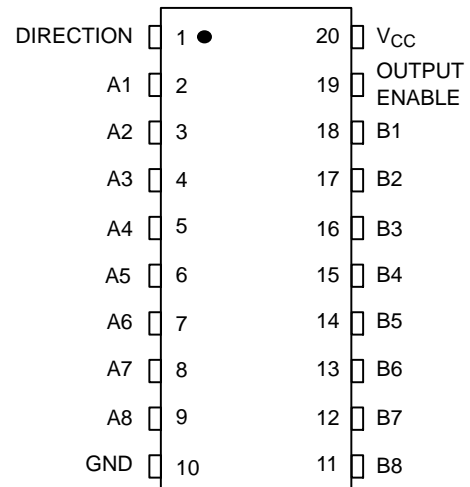 DIRECTION 1 20 VCC
A1 2 19 OUTPUT ENABLE
A2 3 18 B1
A3 4 17 B2
A4 5 16 B3
A5 6 15 B4
A6 7 14 B5
A7 8 13 B6
A8 9 12 B7
GND 10 11 B8